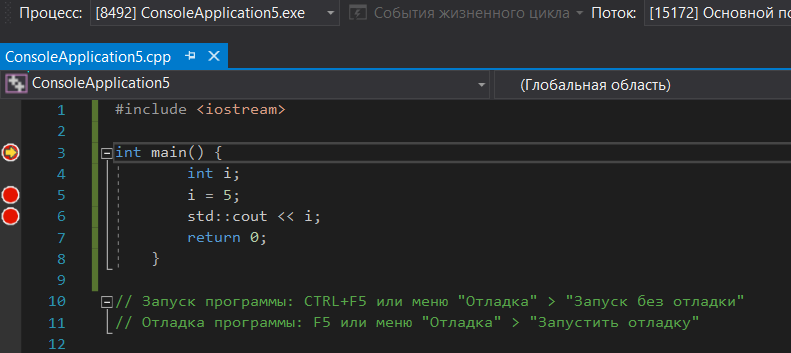 Процесс: [8492] ConsoleApplication5.exe События жизненного цикла Поток: [15172] Основной по
ConsoleApplication5.cpp
ConsoleApplication5 (Глобальная область)
1 #include <iostream>
2
3 int main() {
4 int i;
5 i = 5;
6 std::cout << i;
7 return 0;
8 }
9
10 // Запуск программы: CTRL+F5 или меню "Отладка" > "Запуск без отладки"
11 // Отладка программы: F5 или меню "Отладка" > "Запустить отладку"
12